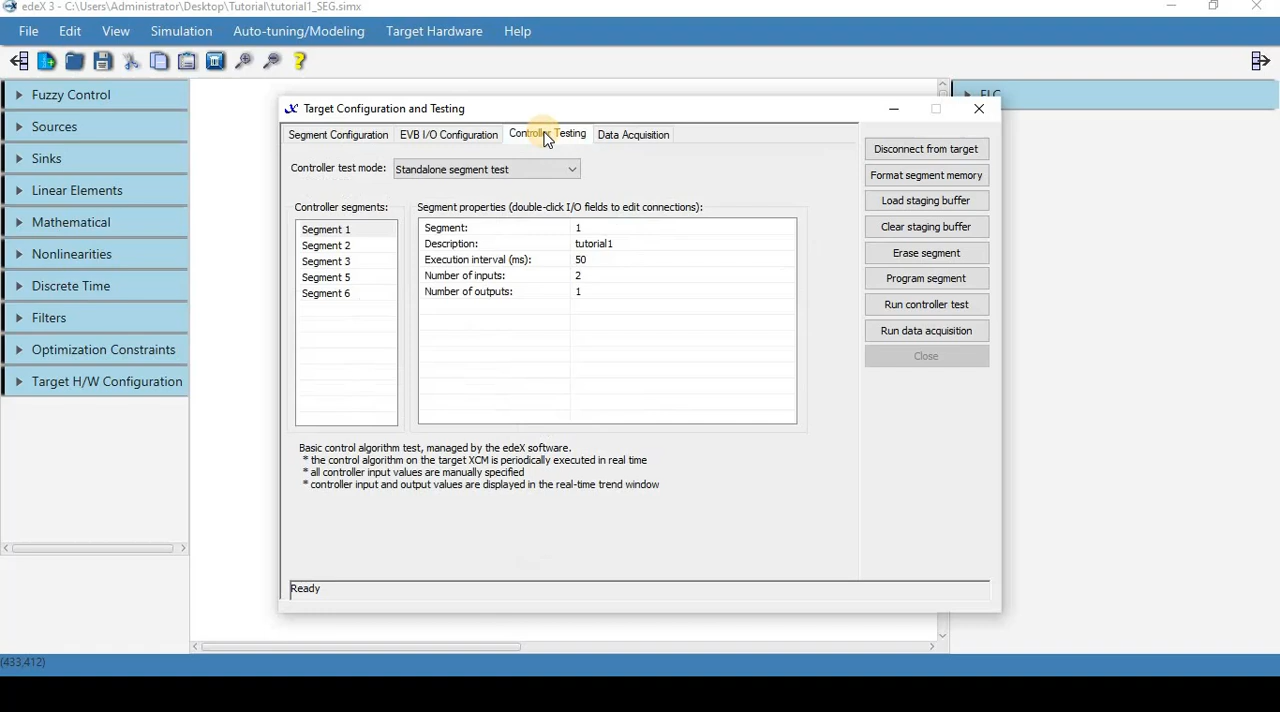 edeX 3 - C:\Users\Administrator\Desktop\Tutorial\tutorial1_SEG.simx
File Edit View Simulation Auto-tuning/Modeling Target Hardware Help
Fuzzy Control
Sources
Sinks
Linear Elements
Mathematical
Nonlinearities
Discrete Time
Filters
Optimization Constraints
Target H/W Configuration
FLC
Target Configuration and Testing
Segment Configuration EVB I/O Configuration Controller Testing Data Acquisition
Controller test mode: Standalone segment test
Controller segments:
Segment 1
Segment 2
Segment 3
Segment 5
Segment 6
Segment properties (double-click I/O fields to edit connections):
Segment: 1
Description: tutorial1
Execution interval (ms): 50
Number of inputs: 2
Number of outputs: 1
Basic control algorithm test, managed by the edeX software.
* the control algorithm on the target XCM is periodically executed in real time
* all controller input values are manually specified
* controller input and output values are displayed in the real-time trend window
Disconnect from target
Format segment memory
Load staging buffer
Clear staging buffer
Erase segment
Program segment
Run controller test
Run data acquisition
Close
Ready
(433,412)